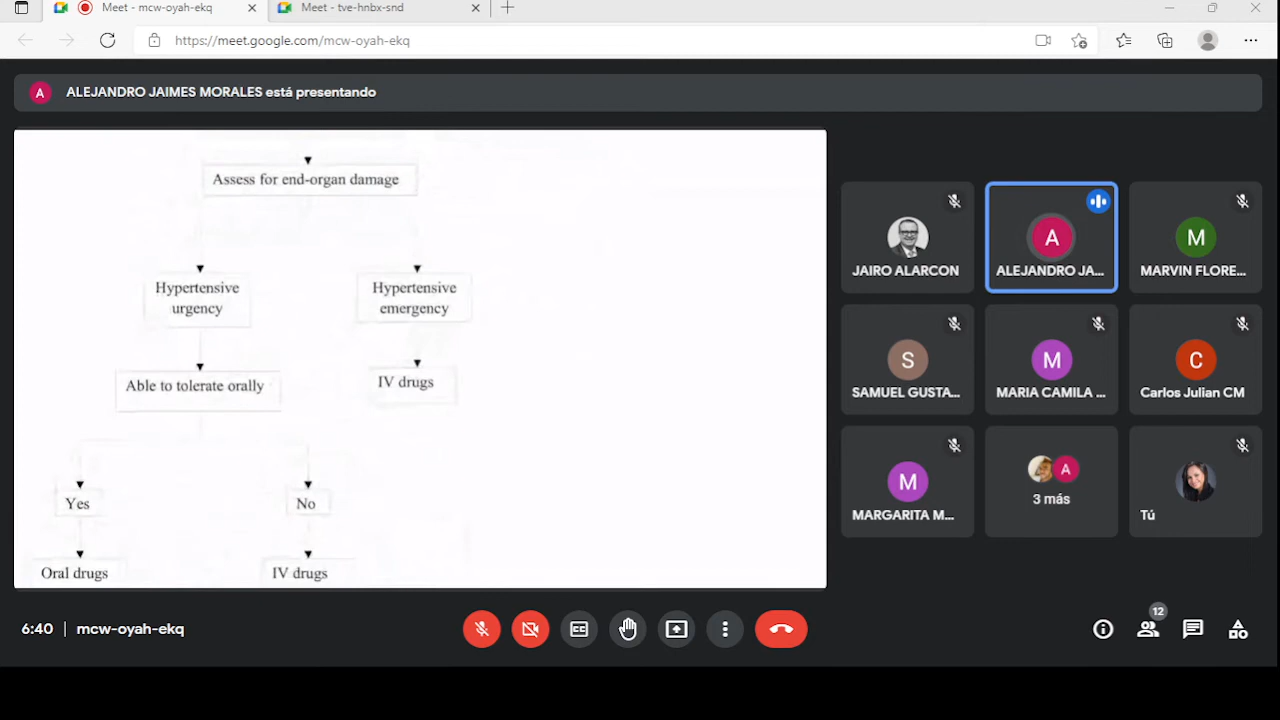 Meet - mcw-oyah-ekq
Meet - tve-hnbx-snd
https://meet.google.com/mcw-oyah-ekq
A
ALEJANDRO JAIMES MORALES está presentando
Assess for end-organ damage
Hypertensive
urgency
Hypertensive
emergency
Able to tolerate orally
IV drugs
Yes
No
Oral drugs
IV drugs
JAIRO ALARCON
A
ALEJANDRO JA...
M
MARVIN FLORE...
S
SAMUEL GUSTA...
M
MARIA CAMILA ...
C
Carlos Julian CM
M
MARGARITA M...
A
3 más
Tú
6:40
mcw-oyah-ekq
CC
12